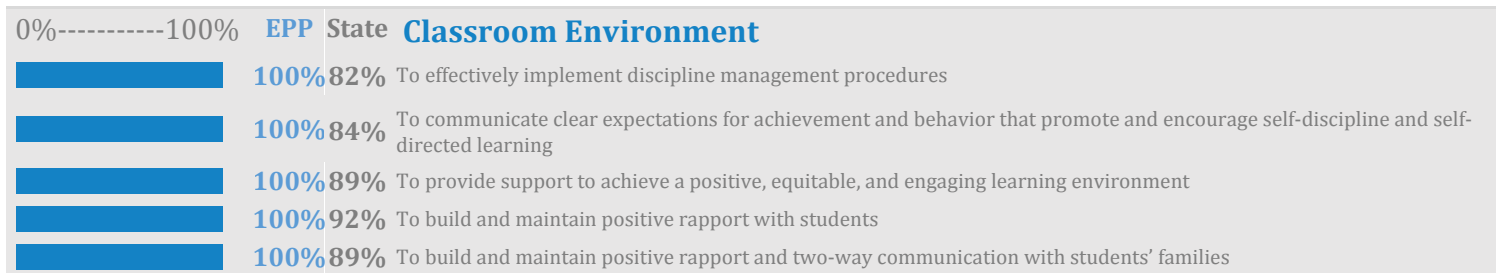 0%-----------100% EPP State Classroom Environment
100% 82% To effectively implement discipline management procedures
100% 84% To communicate clear expectations for achievement and behavior that promote and encourage self-discipline and self-
directed learning
100% 89% To provide support to achieve a positive, equitable, and engaging learning environment
100% 92% To build and maintain positive rapport with students
100% 89% To build and maintain positive rapport and two-way communication with students’ families